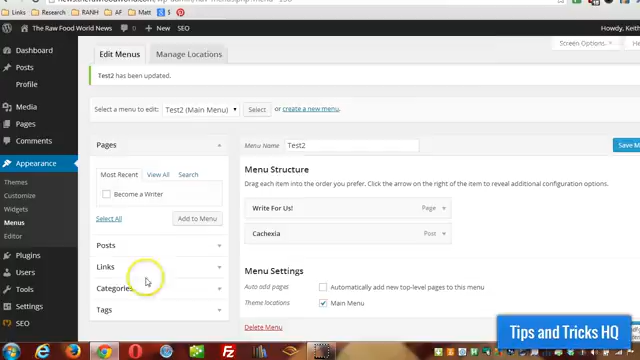 Links
Research
RANH
AF
Matt
The Raw Food World News
0
New
SEO
Howdy, Keith
Dashboard
Posts
Profile
Media
Pages
Comments
Appearance
Themes
Customize
Widgets
Menus
Editor
Plugins
Users
Tools
Settings
SEO
Edit Menus
Manage Locations
Screen Options
Test2 has been updated.
Select a menu to edit:
Test2 (Main Menu)
Select
or create a new menu.
Pages
Most Recent
View All
Search
Become a Writer
Select All
Add to Menu
Posts
Links
Categories
Tags
Menu Name
Test2
Save M
Menu Structure
Drag each item into the order you prefer. Click the arrow on the right of the item to reveal additional configuration options.
Write For Us!
Page
Cachexia
Post
Menu Settings
Auto add pages
Automatically add new top-level pages to this menu
Theme locations
Main Menu
Delete Menu
Tips and Tricks HQ